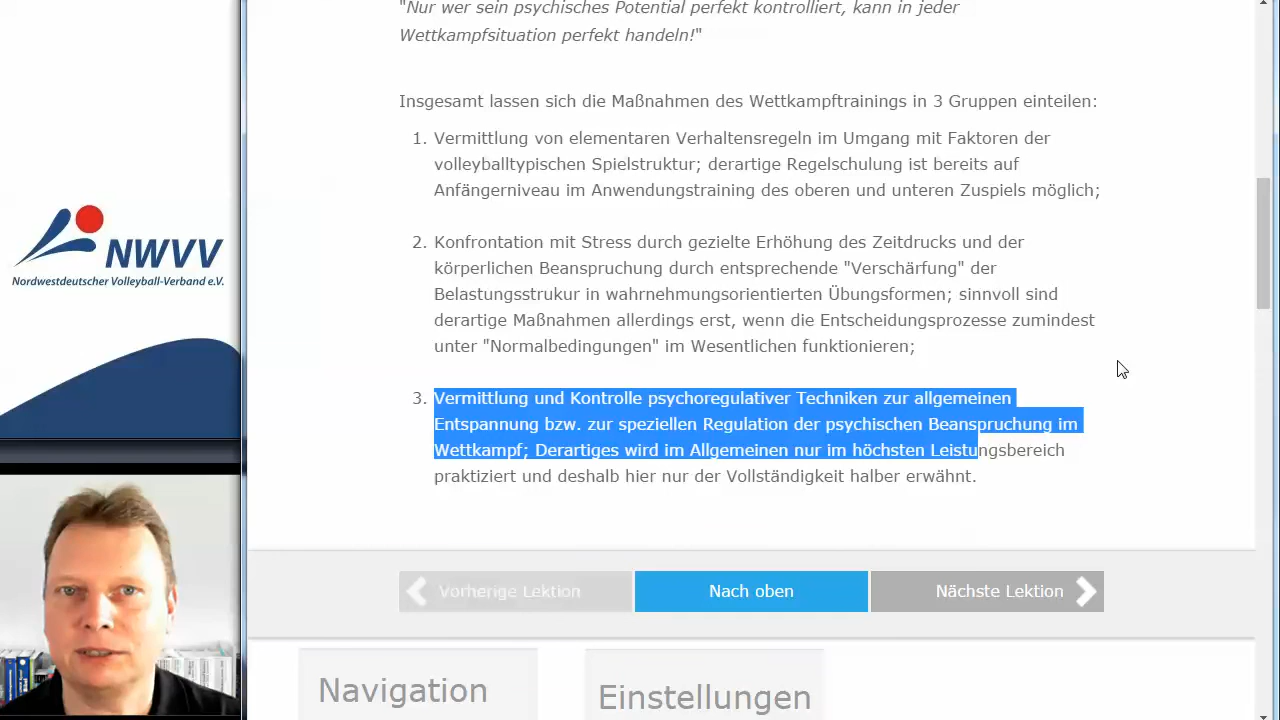 "Nur wer sein psychisches Potential perfekt kontrolliert, kann in jeder
Wettkampfsituation perfekt handeln!"
Insgesamt lassen sich die Maßnahmen des Wettkampftrainings in 3 Gruppen einteilen:
1. Vermittlung von elementaren Verhaltensregeln im Umgang mit Faktoren der
volleyballtypischen Spielstruktur; derartige Regelschulung ist bereits auf
Anfängerniveau im Anwendungstraining des oberen und unteren Zuspiels möglich;
2. Konfrontation mit Stress durch gezielte Erhöhung des Zeitdrucks und der
körperlichen Beanspruchung durch entsprechende "Verschärfung" der
Belastungsstrukur in wahrnehmungsorientierten Übungsformen; sinnvoll sind
derartige Maßnahmen allerdings erst, wenn die Entscheidungsprozesse zumindest
unter "Normalbedingungen" im Wesentlichen funktionieren;
3. Vermittlung und Kontrolle psychoregulativer Techniken zur allgemeinen
Entspannung bzw. zur speziellen Regulation der psychischen Beanspruchung im
Wettkampf; Derartiges wird im Allgemeinen nur im höchsten Leistungsbereich
praktiziert und deshalb hier nur der Vollständigkeit halber erwähnt.
Vorherige Lektion
Nach oben
Nächste Lektion
Navigation
Einstellungen
NWVV
Nordwestdeutscher Volleyball-Verband e.V.